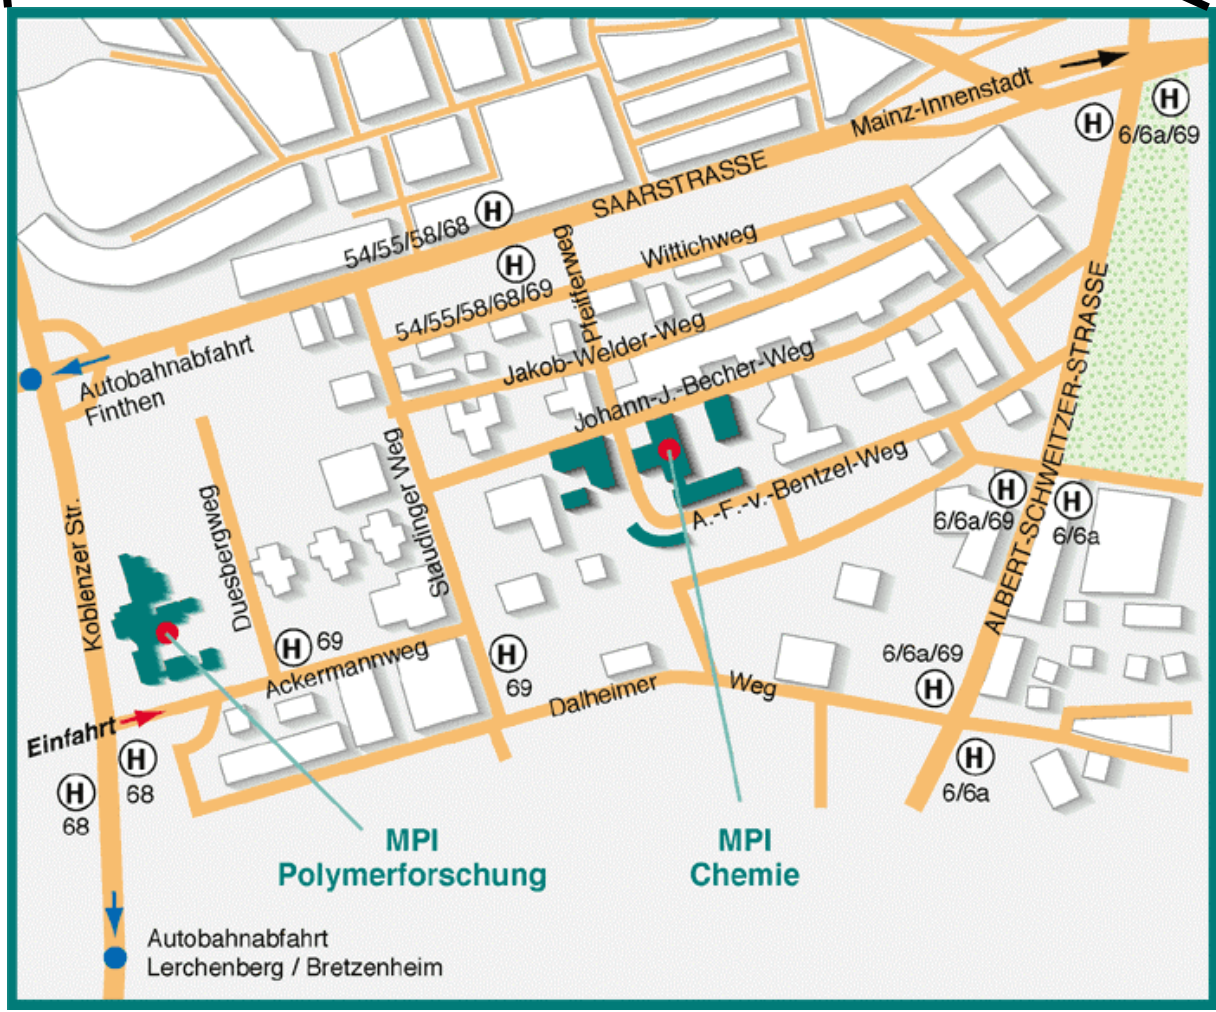 Mainz-Innenstadt
H
H
6/6a/69
SAARSTRASSE
H
54/55/58/68
H
54/55/58/68/69
Pfeifferweg
Wittichweg
Jakob-Welder-Weg
Johann-J.-Becher-Weg
Autobahnabfahrt
Finthen
ALBERT-SCHWEITZER-STRASSE
Staudinger Weg
A.-F.-v.-Bentzel-Weg
H
6/6a/69
H
6/6a
Koblenzer Str.
Duesbergweg
H 69
Ackermannweg
H
69
6/6a/69
H
Dalheimer Weg
Einfahrt
H
68
H
68
H
6/6a
MPI
Polymerforschung
MPI
Chemie
Autobahnabfahrt
Lerchenberg / Bretzenheim